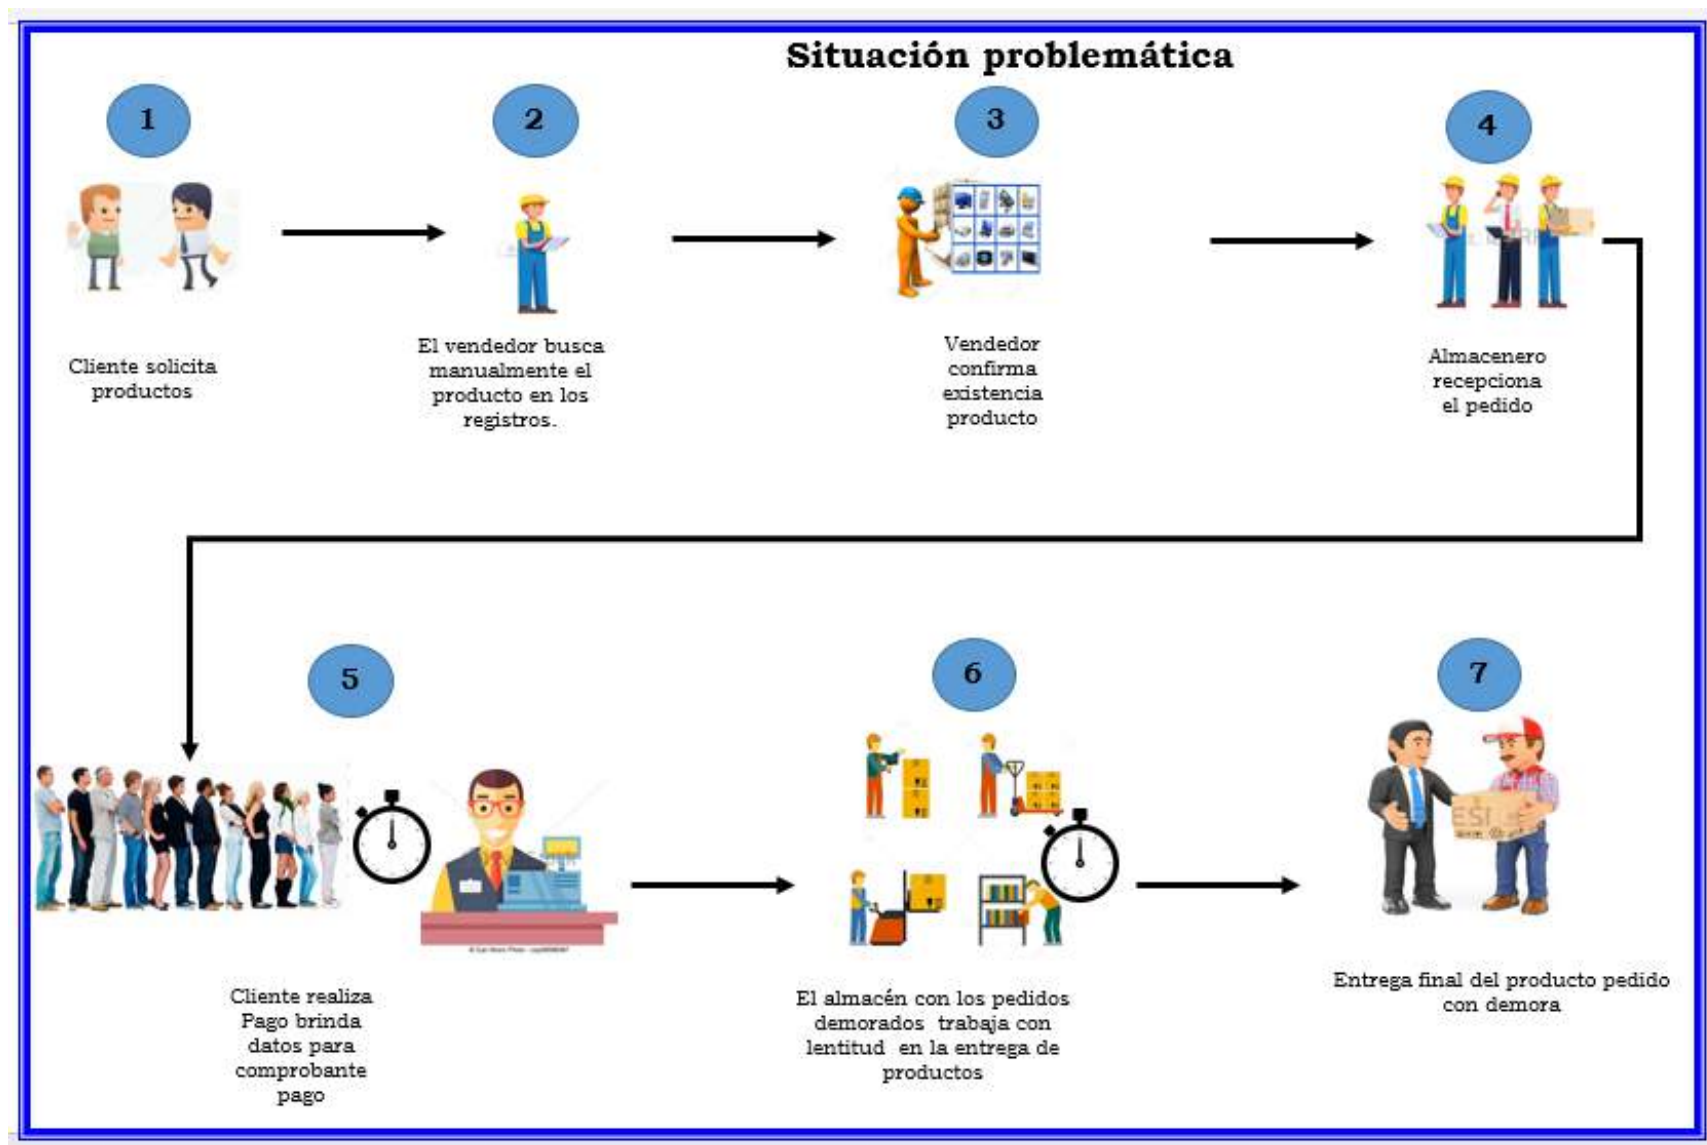 Situación problemática
1
2
3
4
Cliente solicita
productos
El vendedor busca
manualmente el
producto en los
registros.
Vendedor
confirma
existencia
producto
Almacenero
recepciona
el pedido
5
6
7
Cliente realiza
Pago brinda
datos para
comprobante
pago
El almacén con los pedidos
demorados trabaja con
lentitud en la entrega de
productos
Entrega final del producto pedido
con demora